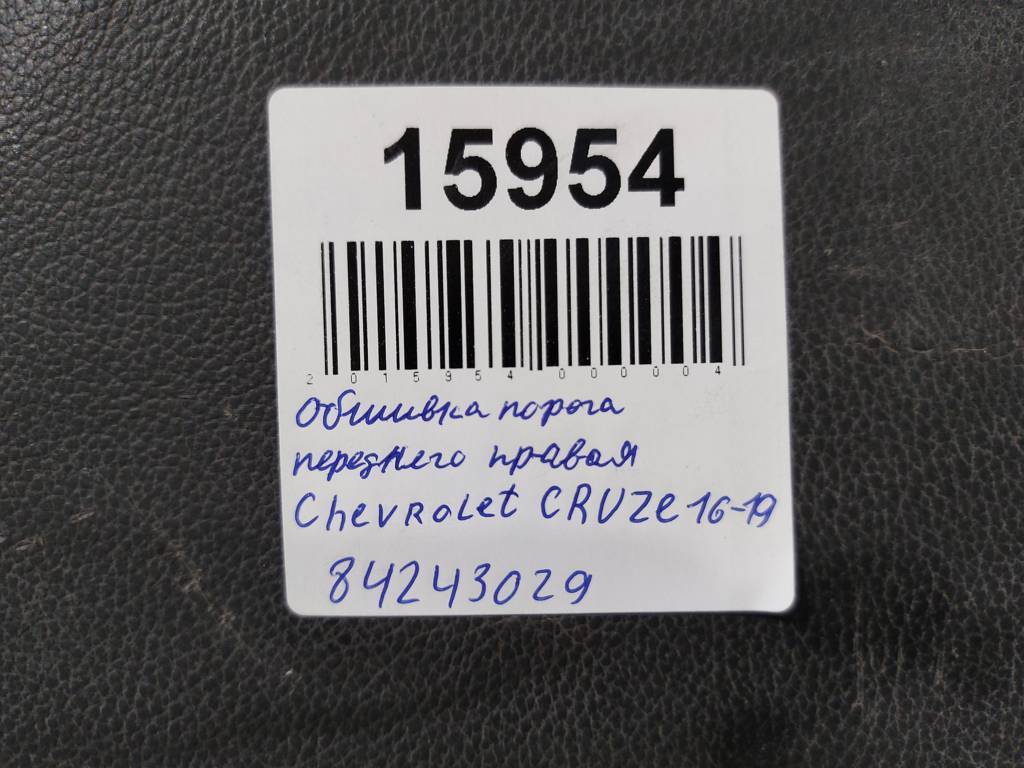 15954
2 015954 000004
Обшивка порога
переднего правая
Chevrolet CRUZe 16-19
84243029